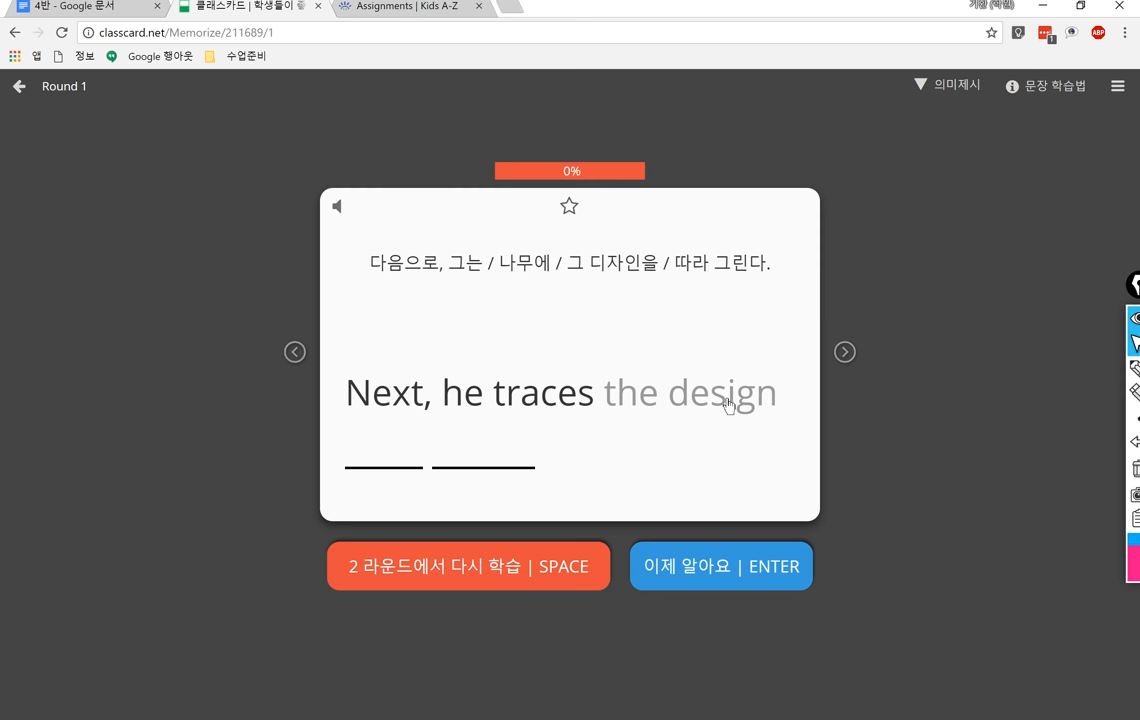 4반 - Google 문서
클래스카드 | 학생들이 좋
Assignments | Kids A-Z
classcard.net/Memorize/211689/1
1
ABP
앱
정보
Google 행아웃
수업준비
Round 1
의미제시
문장 학습법
0%
다음으로, 그는 / 나무에 / 그 디자인을 / 따라 그린다.
Next, he traces the design
2 라운드에서 다시 학습 | SPACE
이제 알아요 | ENTER